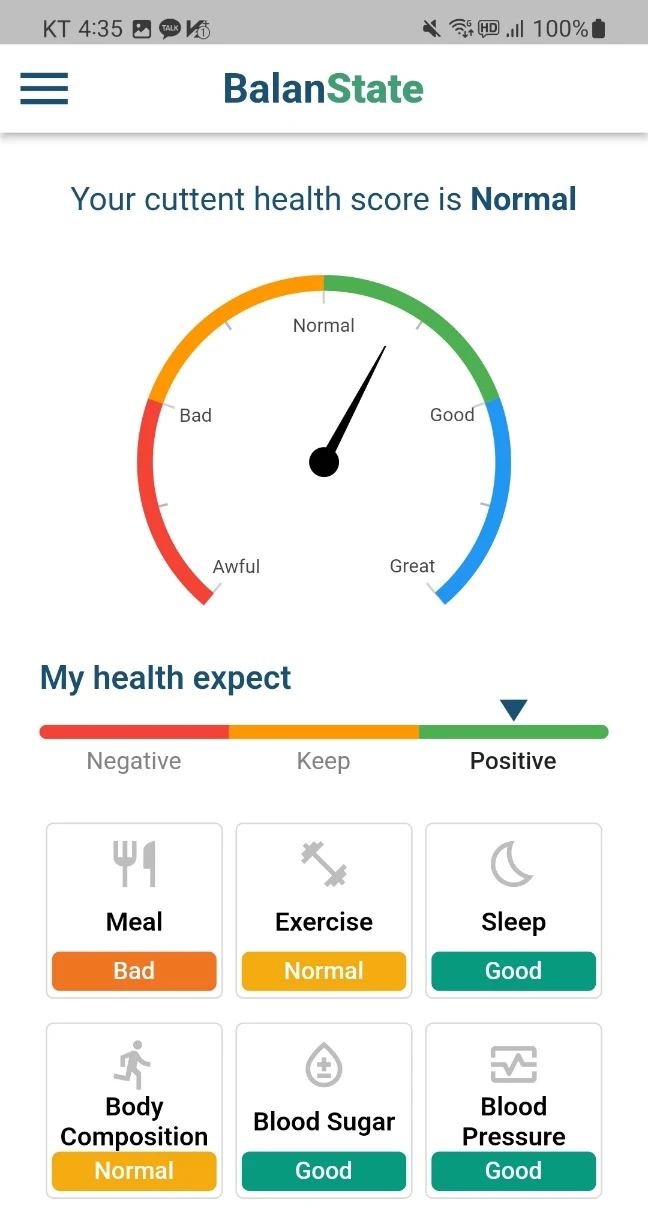 KT 4:35 TALK HD 100%
BalanState
Your cuttent health score is Normal
Normal
Bad
Good
Awful
Great
My health expect
Negative Keep Positive
Meal Exercise Sleep
Bad Normal Good
Body
Composition
Blood Sugar
Blood
Pressure
Normal Good Good